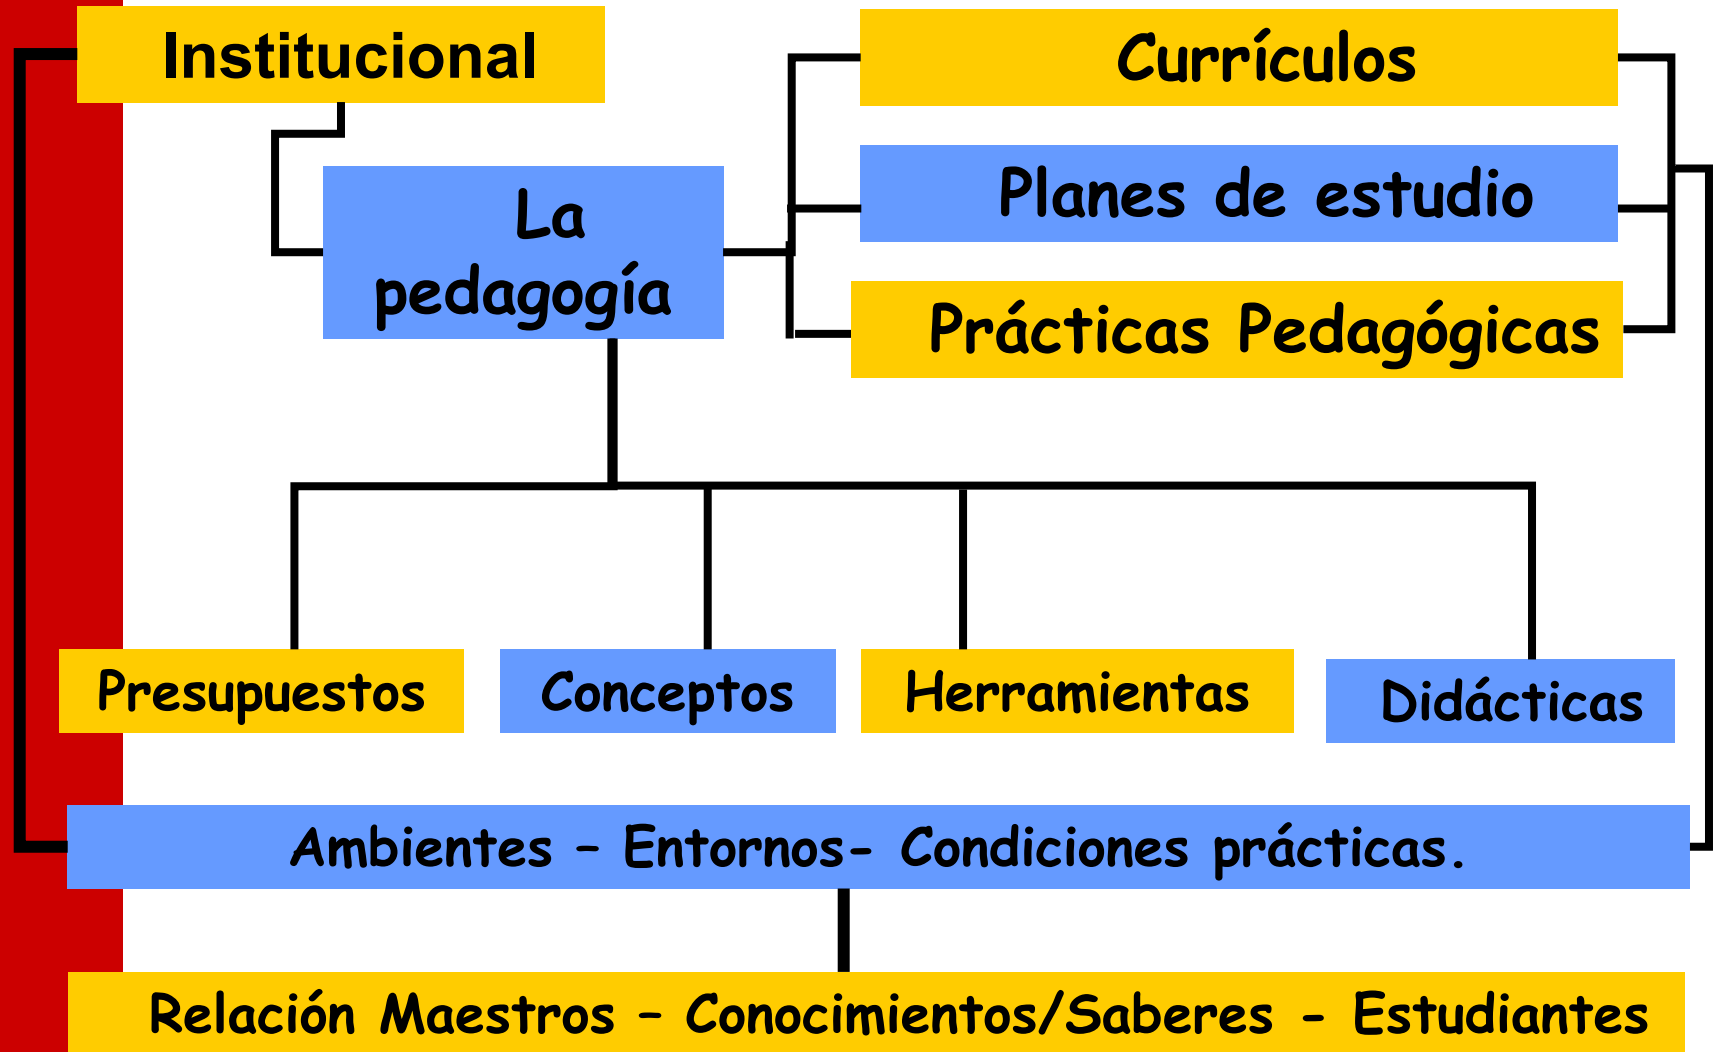 Institucional
Currículos
Planes de estudio
La
pedagogía
Prácticas Pedagógicas
Presupuestos
Conceptos
Herramientas
Didácticas
Ambientes – Entornos- Condiciones prácticas.
Relación Maestros – Conocimientos/Saberes - Estudiantes